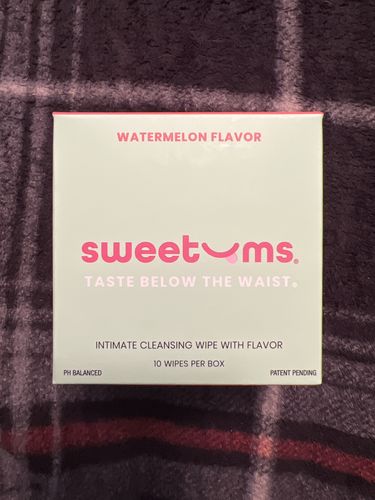 WATERMELON FLAVOR
sweetums®
TASTE BELOW THE WAIST®
INTIMATE CLEANSING WIPE WITH FLAVOR
10 WIPES PER BOX
PH BALANCED PATENT PENDING